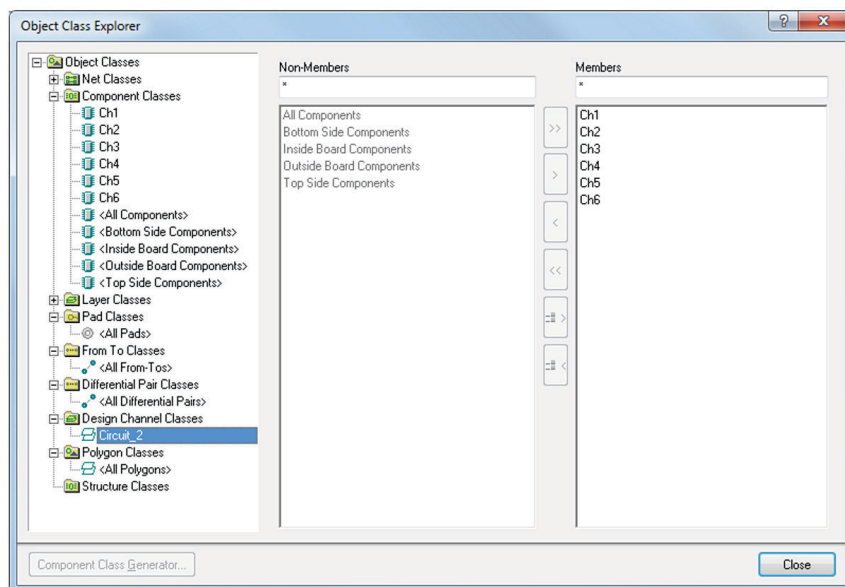 Object Class Explorer
Object Classes
Net Classes
Component Classes
Ch1
Ch2
Ch3
Ch4
Ch5
Ch6
<All Components>
<Bottom Side Components>
<Inside Board Components>
<Outside Board Components>
<Top Side Components>
Layer Classes
Pad Classes
<All Pads>
From To Classes
<All From-Tos>
Differential Pair Classes
<All Differential Pairs>
Design Channel Classes
Circuit_2
Polygon Classes
<All Polygons>
Structure Classes
Non-Members
*
All Components
Bottom Side Components
Inside Board Components
Outside Board Components
Top Side Components
>>
>
<
<<
>
<
Members
*
Ch1
Ch2
Ch3
Ch4
Ch5
Ch6
Component Class Generator...
Close